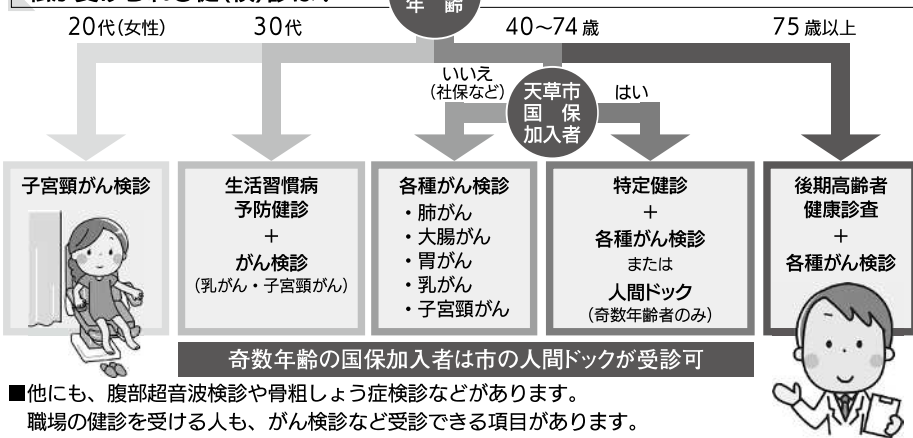 年齢
20代(女性)
30代
40~74歳
75歳以上
いいえ
(社保など)
天草市
国保
加入者
はい
子宮頸がん検診
生活習慣病
予防健診
+
がん検診
(乳がん・子宮頸がん)
各種がん検診
・肺がん
・大腸がん
・胃がん
・乳がん
・子宮頸がん
特定健診
+
各種がん検診
または
人間ドック
(奇数年齢者のみ)
後期高齢者
健康診査
+
各種がん検診
奇数年齢の国保加入者は市の人間ドックが受診可
■他にも、腹部超音波検診や骨粗しょう症検診などがあります。
職場の健診を受ける人も、がん検診など受診できる項目があります。